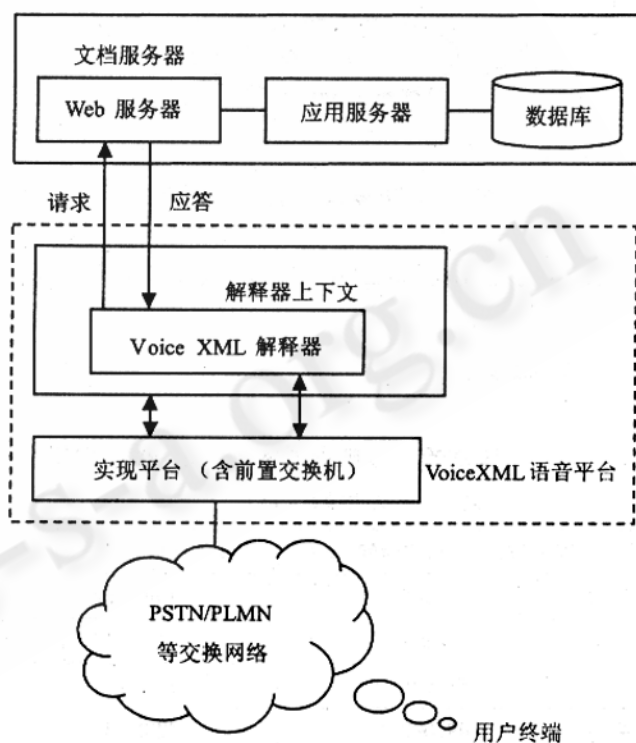 文档服务器
Web 服务器
应用服务器
数据库
请求
应答
解释器上下文
Voice XML 解释器
实现平台 （含前置交换机）
VoiceXML 语音平台
PSTN/PLMN
等交换网络
用户终端
-s-a.org.cn